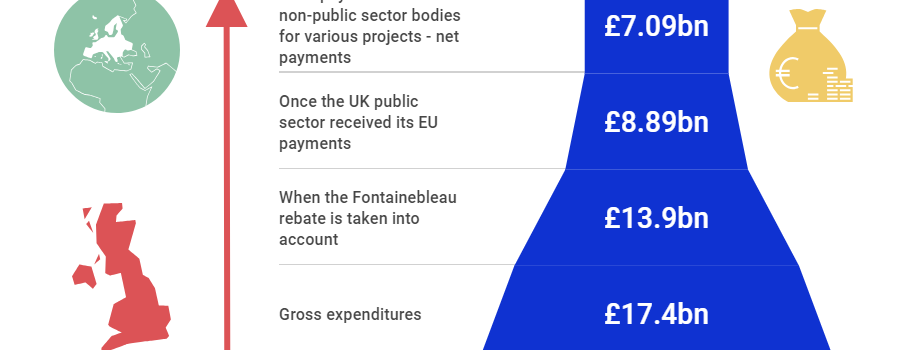 non-public sector bodies
for various projects - net
payments
£7.09bn
Once the UK public
sector received its EU
payments
£8.89bn
When the Fontainebleau
rebate is taken into
account
£13.9bn
Gross expenditures
£17.4bn